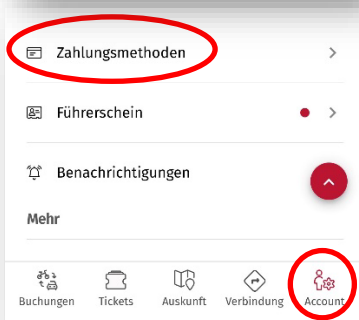 Zahlungsmethoden
Führerschein
Benachrichtigungen
Mehr
Buchungen Tickets Auskunft Verbindung Account